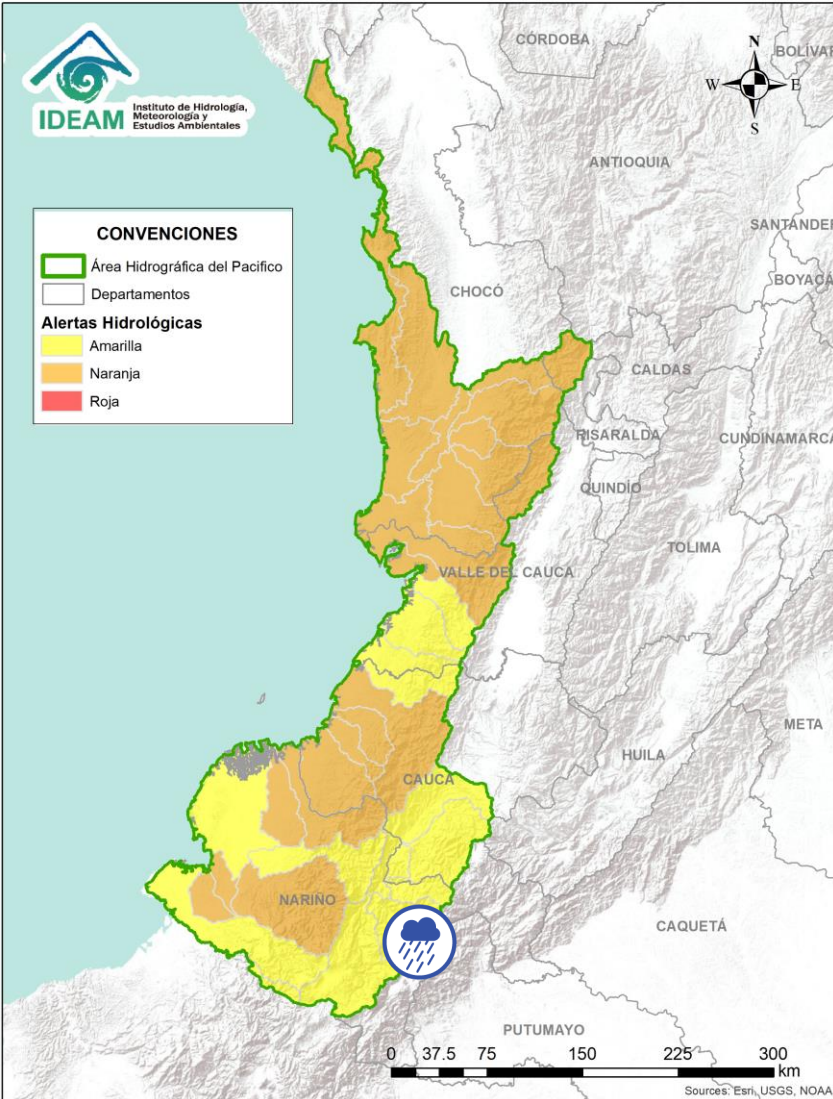 IDEAM
Instituto de Hidrología,
Meteorología y
Estudios Ambientales
N
W E
S
CÓRDOBA
BOLÍVAR
ANTIOQUIA
SANTANDER
BOYACÁ
CHOCÓ
CONVENCIONES
Área Hidrográfica del Pacifico
Departamentos
Alertas Hidrológicas
Amarilla
Naranja
Roja
CALDAS
RISARALDA
CUNDINAMARCA
QUINDÍO
TOLIMA
VALLE DEL CAUCA
META
HUILA
CAUCA
NARIÑO
CAQUETÁ
PUTUMAYO
0 37.5 75 150 225 300
km
Sources: Esri, USGS, NOAA